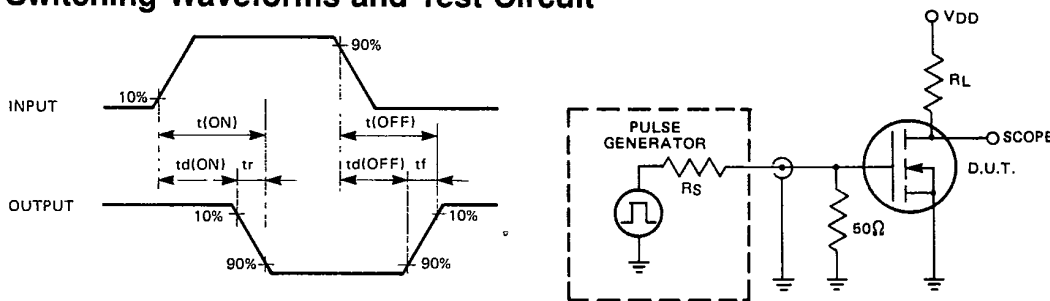 Switching Waveforms and Test Circuit
INPUT
10%
90%
t(ON)
t(OFF)
td(ON)
tr
td(OFF)
tf
OUTPUT
10%
90%
10%
90%
PULSE
GENERATOR
RS
50Ω
VDD
RL
SCOPE
D.U.T.